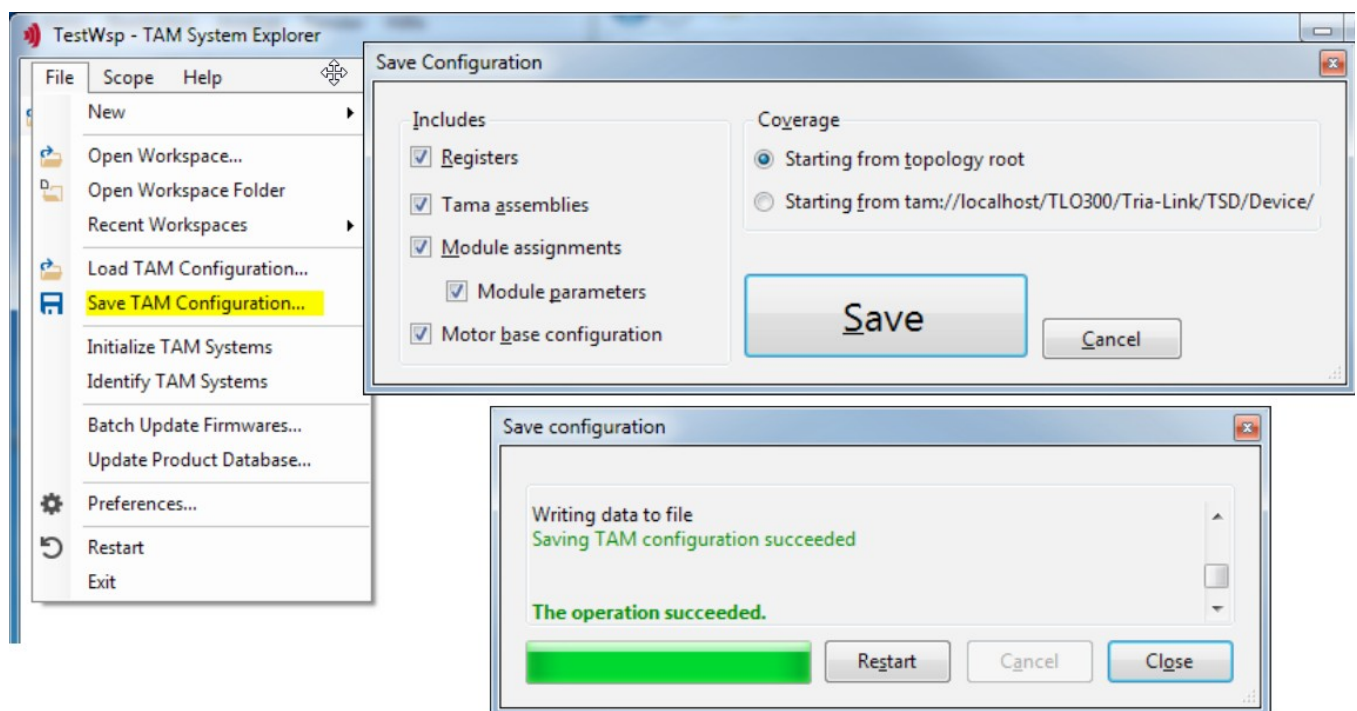 TestWsp - TAM System Explorer
File Scope Help
New
Open Workspace...
Open Workspace Folder
Recent Workspaces
Load TAM Configuration...
Save TAM Configuration...
Initialize TAM Systems
Identify TAM Systems
Batch Update Firmwares...
Update Product Database...
Preferences...
Restart
Exit
Save Configuration
Includes
Registers
Tama assemblies
Module assignments
Module parameters
Motor base configuration
Coverage
Starting from topology root
Starting from tam://localhost/TLO300/Tria-Link/TSD/Device/
Save
Cancel
Save configuration
Writing data to file
Saving TAM configuration succeeded
The operation succeeded.
Restart
Cancel
Close